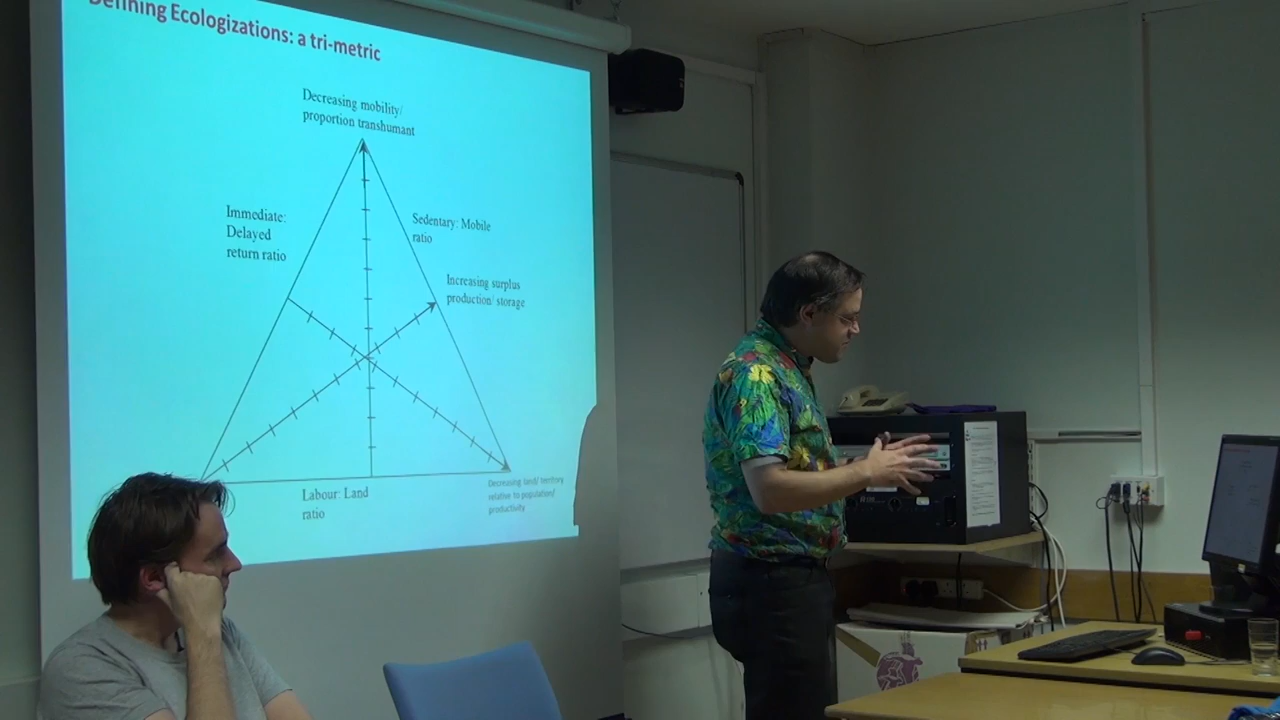 Defining Ecologizations: a tri-metric
Decreasing mobility/
proportion transhumant
Immediate:
Delayed
return ratio
Sedentary: Mobile
ratio
Increasing surplus
production/ storage
Labour: Land
ratio
Decreasing land/ territory
relative to population/
productivity